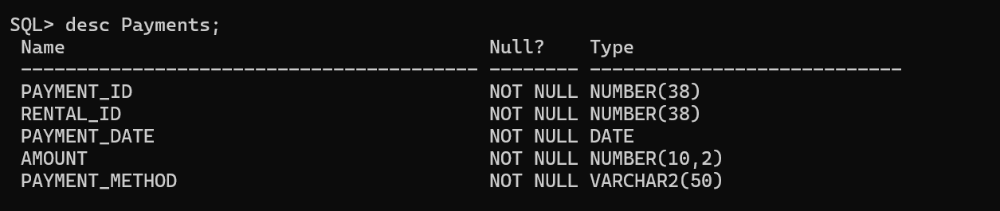 SQL> desc Payments;
Name Null? Type
----------------------------------------- -------- ----------------------------
PAYMENT_ID NOT NULL NUMBER(38)
RENTAL_ID NOT NULL NUMBER(38)
PAYMENT_DATE NOT NULL DATE
AMOUNT NOT NULL NUMBER(10,2)
PAYMENT_METHOD NOT NULL VARCHAR2(50)